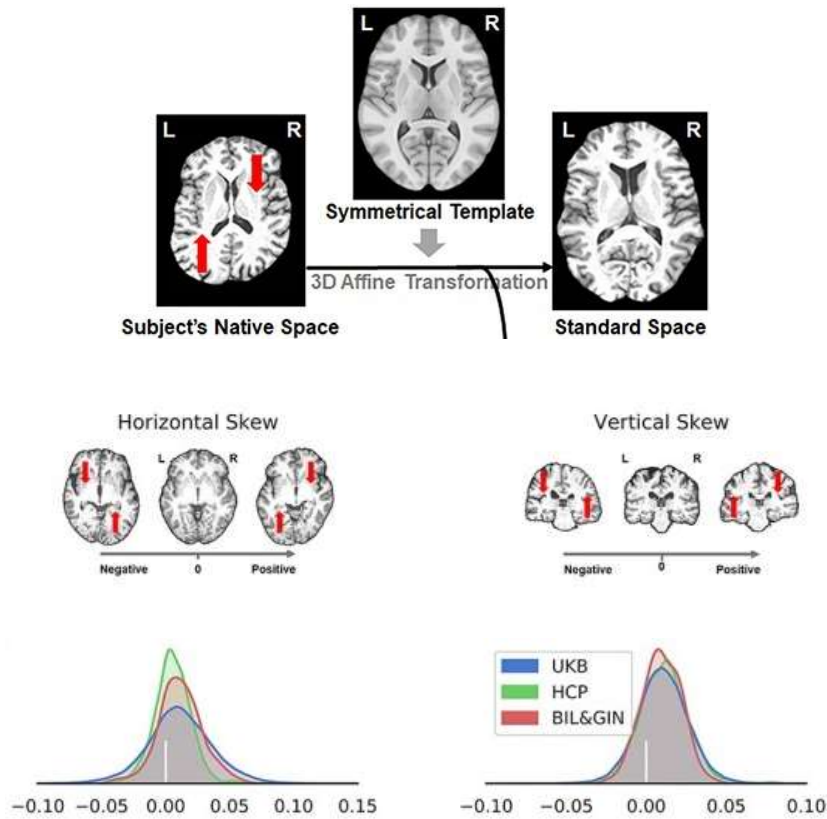 L R
L R
L R
Symmetrical Template
3D Affine Transformation
Subject's Native Space
Standard Space
Horizontal Skew
Vertical Skew
L R
L R
Negative 0 Positive
Negative 0 Positive
UKB
HCP
BIL&GIN
−0.10 −0.05 0.00 0.05 0.10 0.15
−0.10 −0.05 0.00 0.05 0.10